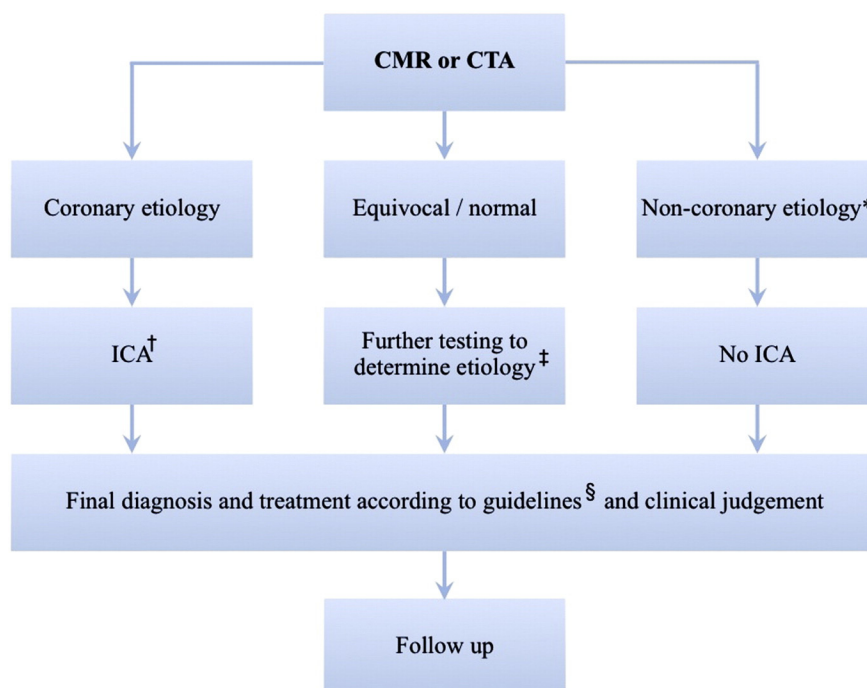 CMR or CTA
Coronary etiology
Equivocal / normal
Non-coronary etiology*
ICA†
Further testing to
determine etiology‡
No ICA
Final diagnosis and treatment according to guidelines§ and clinical judgement
Follow up